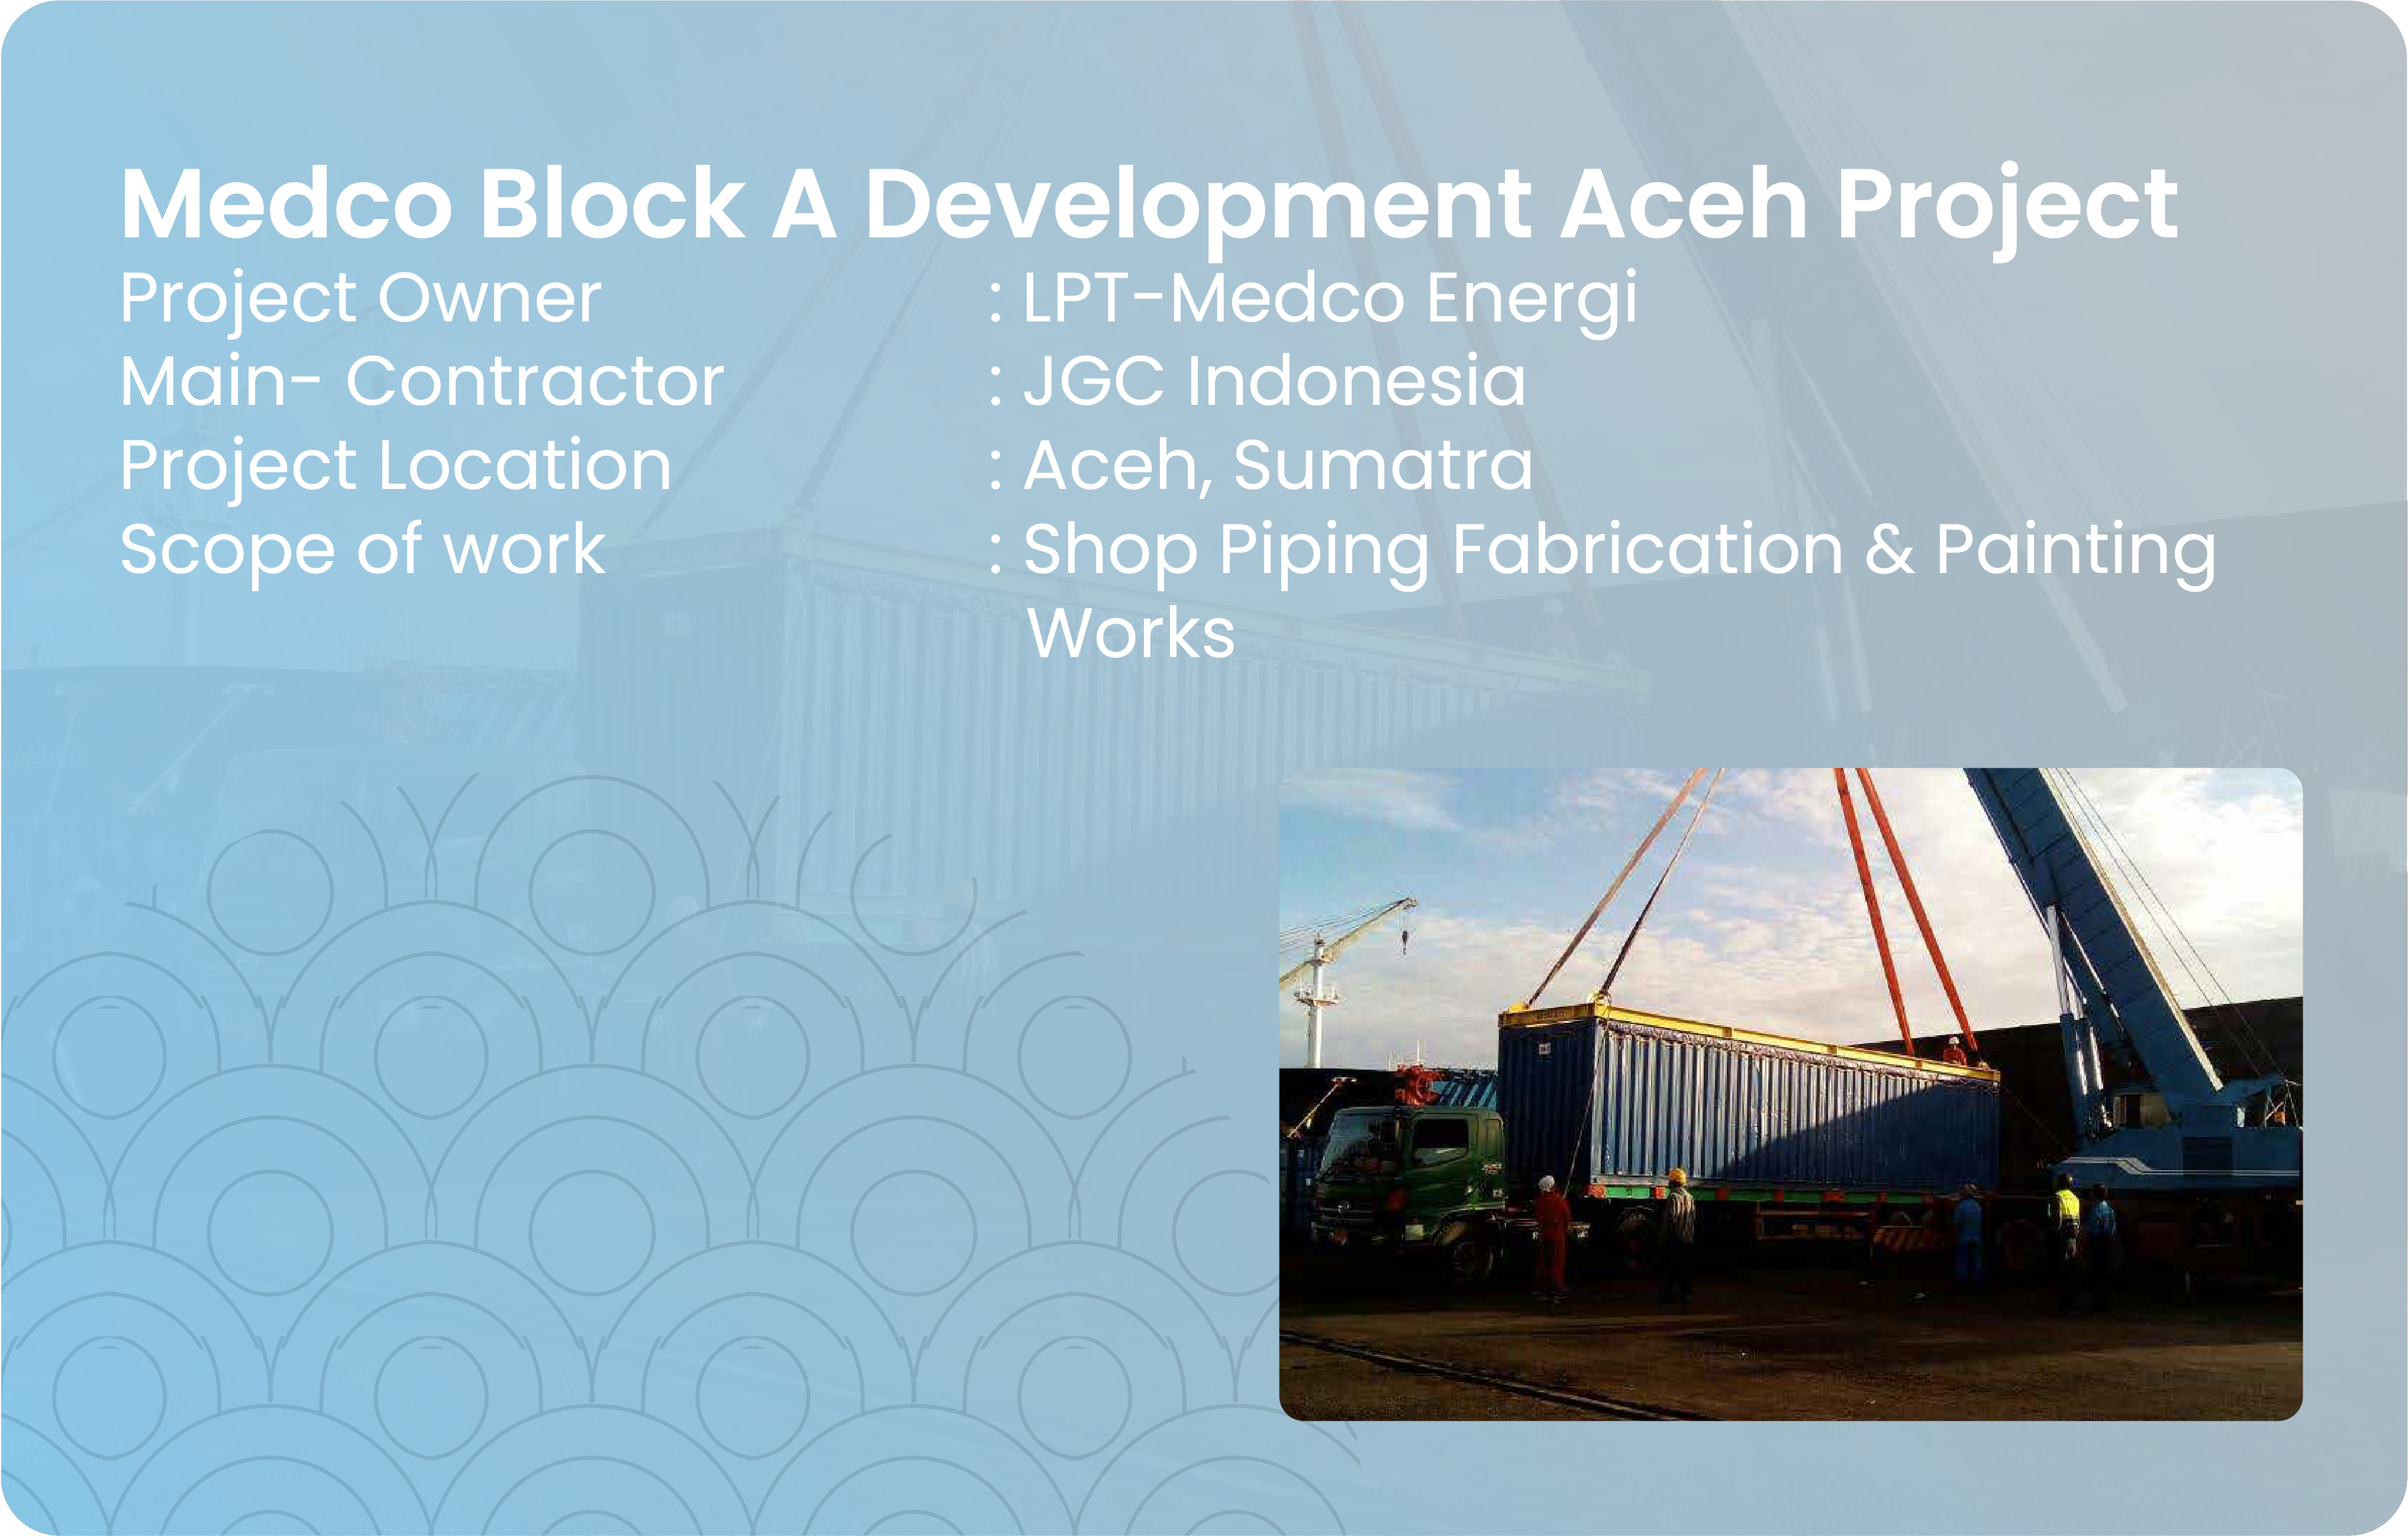 Medco Block A Development Aceh Project
Project Owner : LPT-Medco Energi
Main- Contractor : JGC Indonesia
Project Location : Aceh, Sumatra
Scope of work : Shop Piping Fabrication & Painting
Works